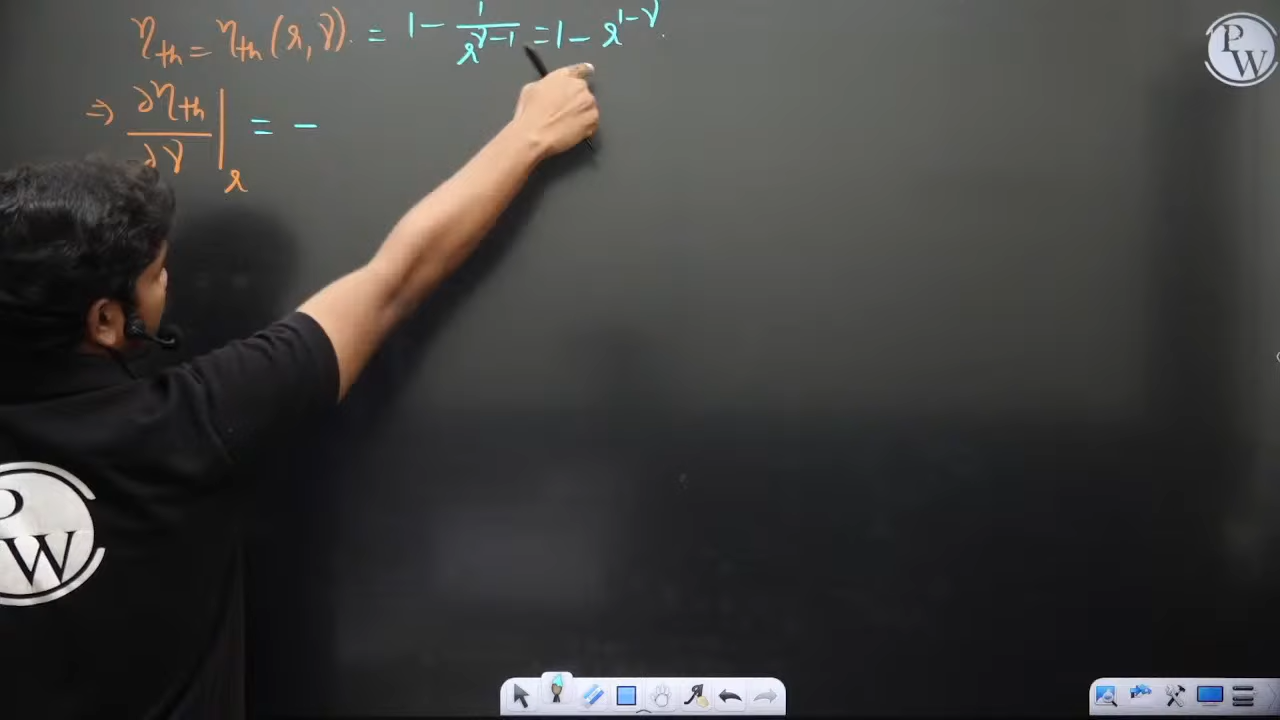 η_th = η_th (r, γ). = 1 - 1/r^(γ-1) = 1 - r^(1-γ).
⇒ ∂η_th/∂γ |_r = -
PW
PW